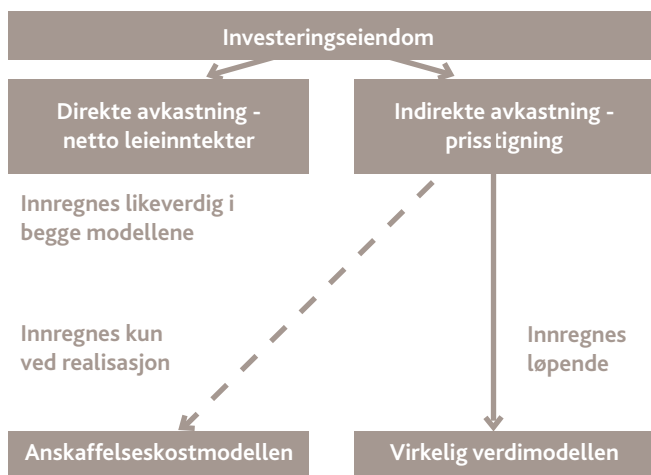 Investeringseiendom
Direkte avkastning -
netto leieinntekter
Indirekte avkastning -
prisstigning
Innregnes likeverdig i
begge modellene
Innregnes kun
ved realisasjon
Innregnes
løpende
Anskaffelseskostmodellen
Virkelig verdimodellen